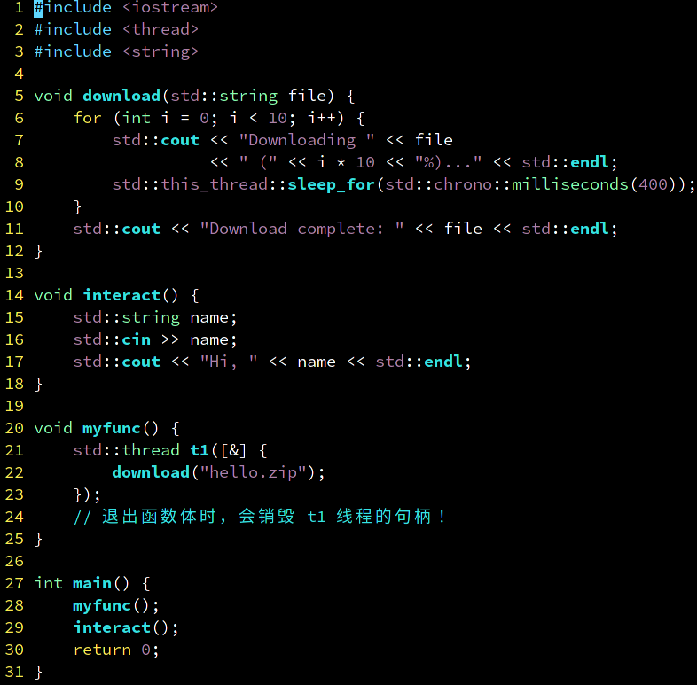 1 #include <iostream>
2 #include <thread>
3 #include <string>
4
5 void download(std::string file) {
6     for (int i = 0; i < 10; i++) {
7         std::cout << "Downloading " << file
8                   << " (" << i * 10 << "%)..." << std::endl;
9         std::this_thread::sleep_for(std::chrono::milliseconds(400));
10     }
11     std::cout << "Download complete: " << file << std::endl;
12 }
13
14 void interact() {
15     std::string name;
16     std::cin >> name;
17     std::cout << "Hi, " << name << std::endl;
18 }
19
20 void myfunc() {
21     std::thread t1([&] {
22         download("hello.zip");
23     });
24     // 退出函数体时，会销毁 t1 线程的句柄！
25 }
26
27 int main() {
28     myfunc();
29     interact();
30     return 0;
31 }